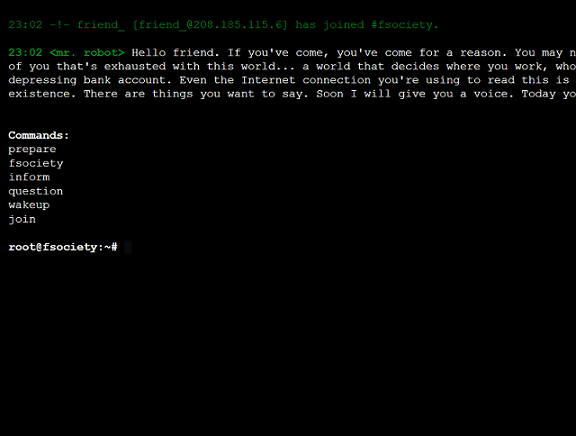 23:02 -!- friend_ [friend_@208.185.115.6] has joined #fsociety.
23:02 <mr. robot> Hello friend. If you've come, you've come for a reason. You may n
of you that's exhausted with this world... a world that decides where you work, who
depressing bank account. Even the Internet connection you're using to read this is
existence. There are things you want to say. Soon I will give you a voice. Today yo
Commands:
prepare
fsociety
inform
question
wakeup
join
root@fsociety:~#